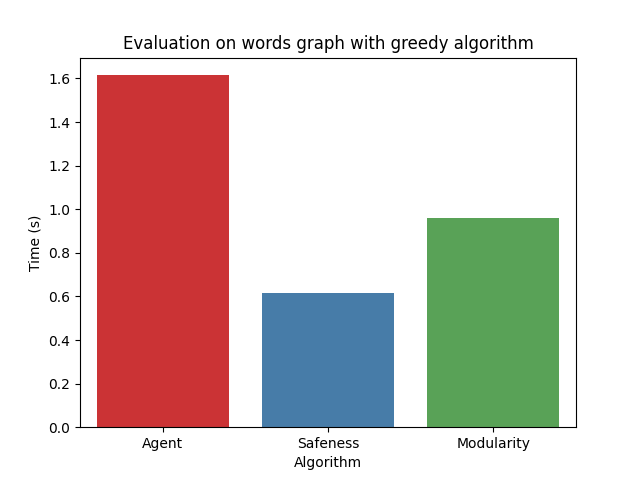 Evaluation on words graph with greedy algorithm
1.6
1.4
1.2
1.0
0.8
0.6
0.4
0.2
0.0
Time (s)
Agent
Safeness
Modularity
Algorithm